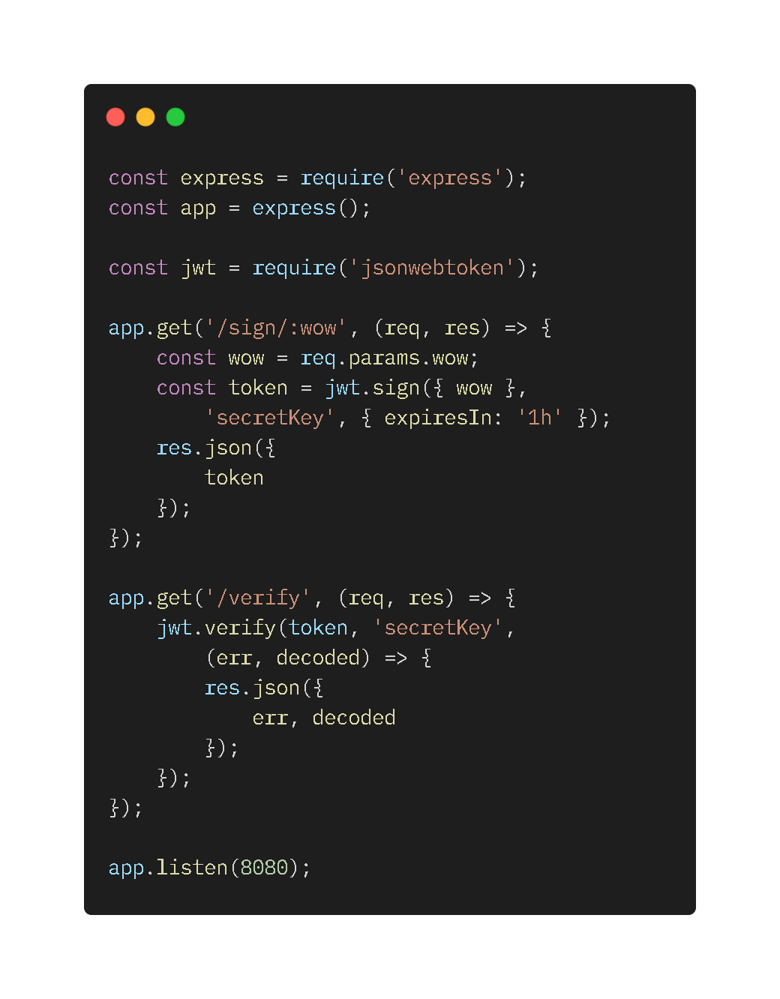 const express = require('express');
const app = express();
const jwt = require('jsonwebtoken');
app.get('/sign/:wow', (req, res) => {
    const wow = req.params.wow;
    const token = jwt.sign({ wow },
        'secretKey', { expiresIn: '1h' });
    res.json({
        token
    });
});
app.get('/verify', (req, res) => {
    jwt.verify(token, 'secretKey',
        (err, decoded) => {
        res.json({
            err, decoded
        });
    });
});
app.listen(8080);